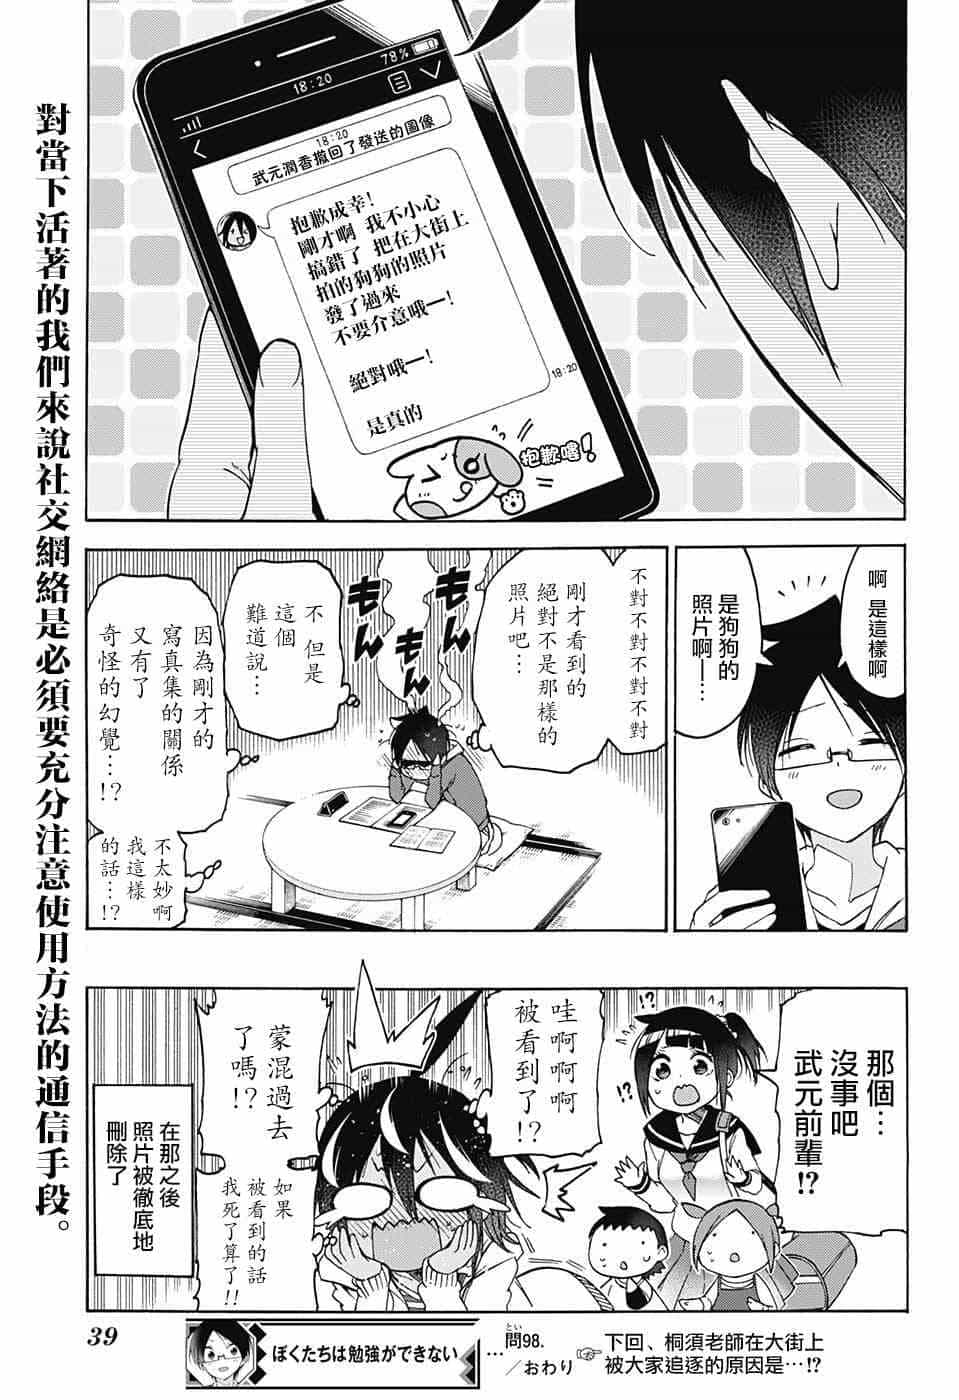 18:20
78%
18:20
武元潤香撤回了發送的圖像
抱歉成幸！
剛才啊 我不小心
搞錯了 把在大街上
拍的狗狗的照片
發了過來
不要介意哦ー！
絕對哦ー！
是真的
18:20
抱歉嚕！
啊 是這樣啊
是狗狗的
照片啊——…
不對不對不對不對
剛才看到的
絕對不是那樣的
照片吧…
もん
もん
不 但是
這個
難道說…
因為剛才的
寫真集的關係
又有了
奇怪的幻覺…!?
不太妙啊
我這樣
的話…!?
那個…
沒事吧
武元前輩!?
!?
!?
哇啊啊啊
被看到了!?
蒙混過去
了嗎!?
如果
被看到的話
我死了算了!!
在那之後
照片被徹底地
刪除了
對當下活著的我們來說社交網絡是必須要充分注意使用方法的通信手段。
39
ぼくたちは勉強ができない
…問98.
とい
／おわり
☞下回、桐須老師在大街上
被大家追逐的原因是…!?